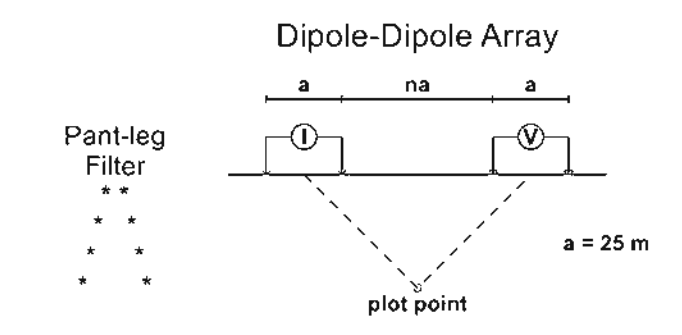 Dipole-Dipole Array
a na a
Pant-leg
Filter
I V
* *
* *
* *
* *
a = 25 m
plot point